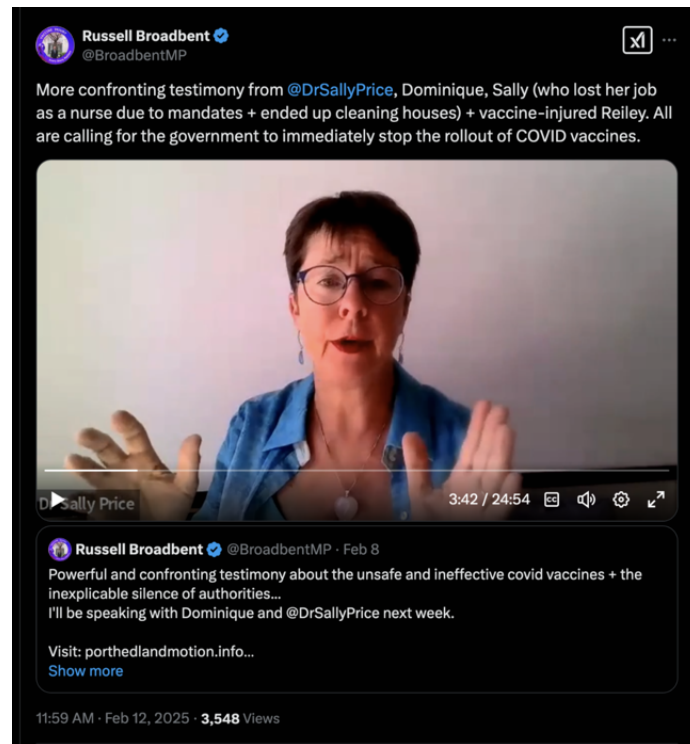 Russell Broadbent
@BroadbentMP
More confronting testimony from @DrSallyPrice, Dominique, Sally (who lost her job
as a nurse due to mandates + ended up cleaning houses) + vaccine-injured Reiley. All
are calling for the government to immediately stop the rollout of COVID vaccines.
Dr Sally Price
3:42 / 24:54
CC
Russell Broadbent @BroadbentMP · Feb 8
Powerful and confronting testimony about the unsafe and ineffective covid vaccines + the
inexplicable silence of authorities...
I'll be speaking with Dominique and @DrSallyPrice next week.
Visit: porthedlandmotion.info...
Show more
11:59 AM · Feb 12, 2025 · 3,548 Views